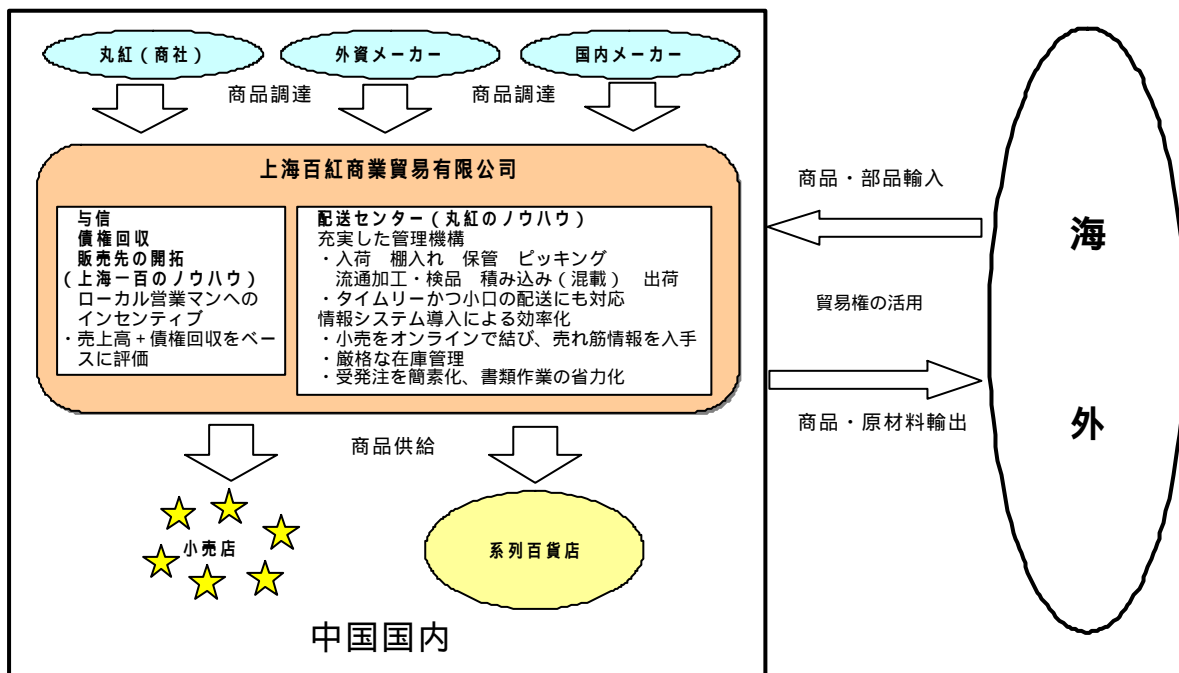 丸紅（商社）
外資メーカー
国内メーカー
商品調達
商品調達
上海百紅商業貿易有限公司
与信
債権回収
販売先の開拓
（上海一百のノウハウ）
ローカル営業マンへの
インセンティブ
・売上高＋債権回収をベー
スに評価
配送センター（丸紅のノウハウ）
充実した管理機構
・入荷　棚入れ　保管　ピッキング
流通加工・検品　積み込み（混載）　出荷
・タイムリーかつ小口の配送にも対応
情報システム導入による効率化
・小売をオンラインで結び、売れ筋情報を入手
・厳格な在庫管理
・受発注を簡素化、書類作業の省力化
商品供給
小売店
系列百貨店
中国国内
商品・部品輸入
貿易権の活用
商品・原材料輸出
海
外